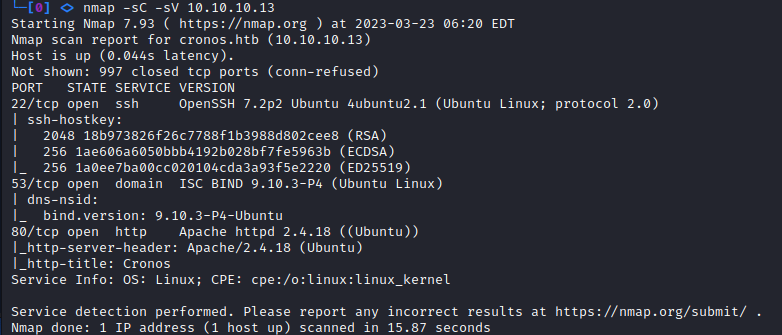 └─[0] <> nmap -sC -sV 10.10.10.13
Starting Nmap 7.93 ( https://nmap.org ) at 2023-03-23 06:20 EDT
Nmap scan report for cronos.htb (10.10.10.13)
Host is up (0.044s latency).
Not shown: 997 closed tcp ports (conn-refused)
PORT   STATE SERVICE VERSION
22/tcp open  ssh     OpenSSH 7.2p2 Ubuntu 4ubuntu2.1 (Ubuntu Linux; protocol 2.0)
| ssh-hostkey:
|   2048 18b973826f26c7788f1b3988d802cee8 (RSA)
|   256 1ae606a6050bbb4192b028bf7fe5963b (ECDSA)
|_  256 1a0ee7ba00cc020104cda3a93f5e2220 (ED25519)
53/tcp open  domain  ISC BIND 9.10.3-P4 (Ubuntu Linux)
| dns-nsid:
|_  bind.version: 9.10.3-P4-Ubuntu
80/tcp open  http    Apache httpd 2.4.18 ((Ubuntu))
|_http-server-header: Apache/2.4.18 (Ubuntu)
|_http-title: Cronos
Service Info: OS: Linux; CPE: cpe:/o:linux:linux_kernel

Service detection performed. Please report any incorrect results at https://nmap.org/submit/ .
Nmap done: 1 IP address (1 host up) scanned in 15.87 seconds